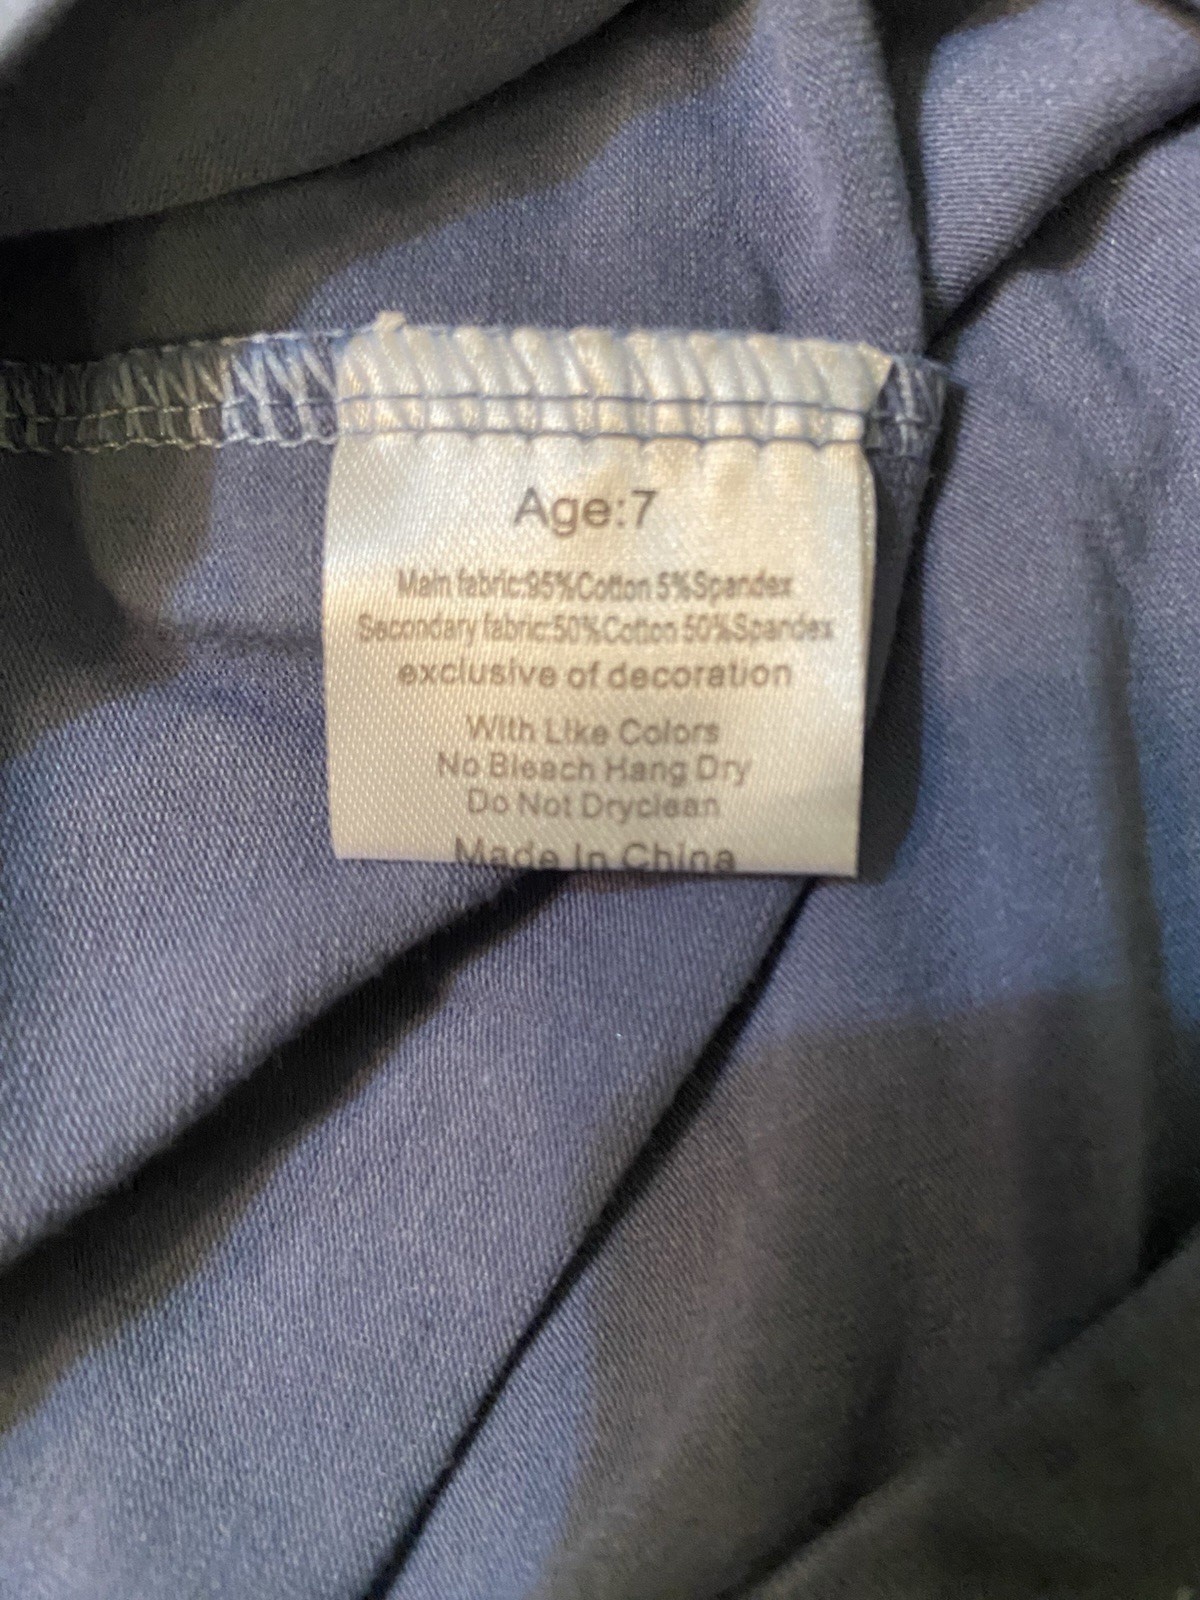 Age:7
Main fabric:95%Cotton 5%Spandex
Secondary fabric:50%Cotton 50%Spandex
exclusive of decoration
With Like Colors
No Bleach Hang Dry
Do Not Dryclean
Made In China